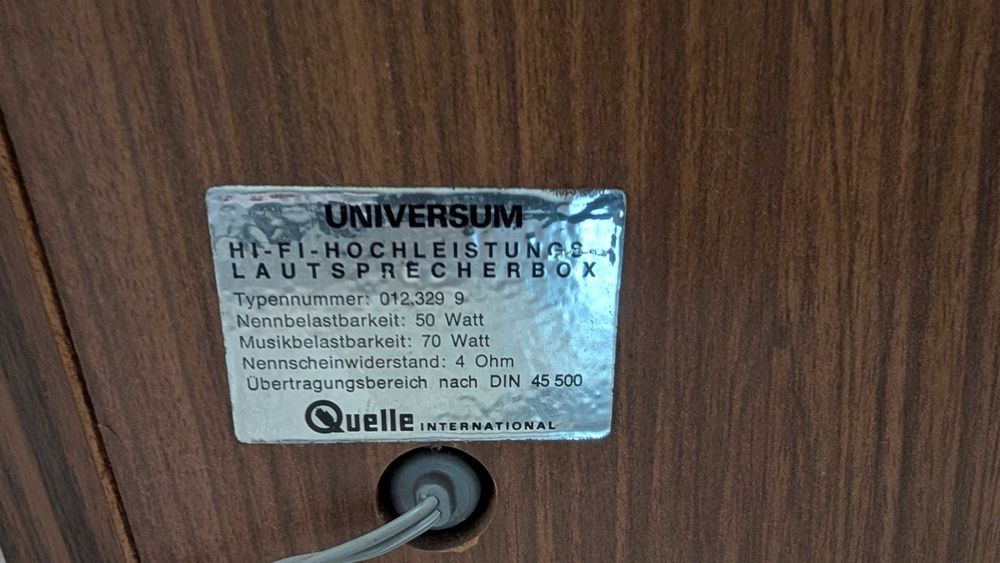 UNIVERSUM
HI-FI-HOCHLEISTUNGS-
LAUTSPRECHERBOX
Typennummer: 012.329 9
Nennbelastbarkeit: 50 Watt
Musikbelastbarkeit: 70 Watt
Nennscheinwiderstand: 4 Ohm
Übertragungsbereich nach DIN 45 500
Quelle INTERNATIONAL